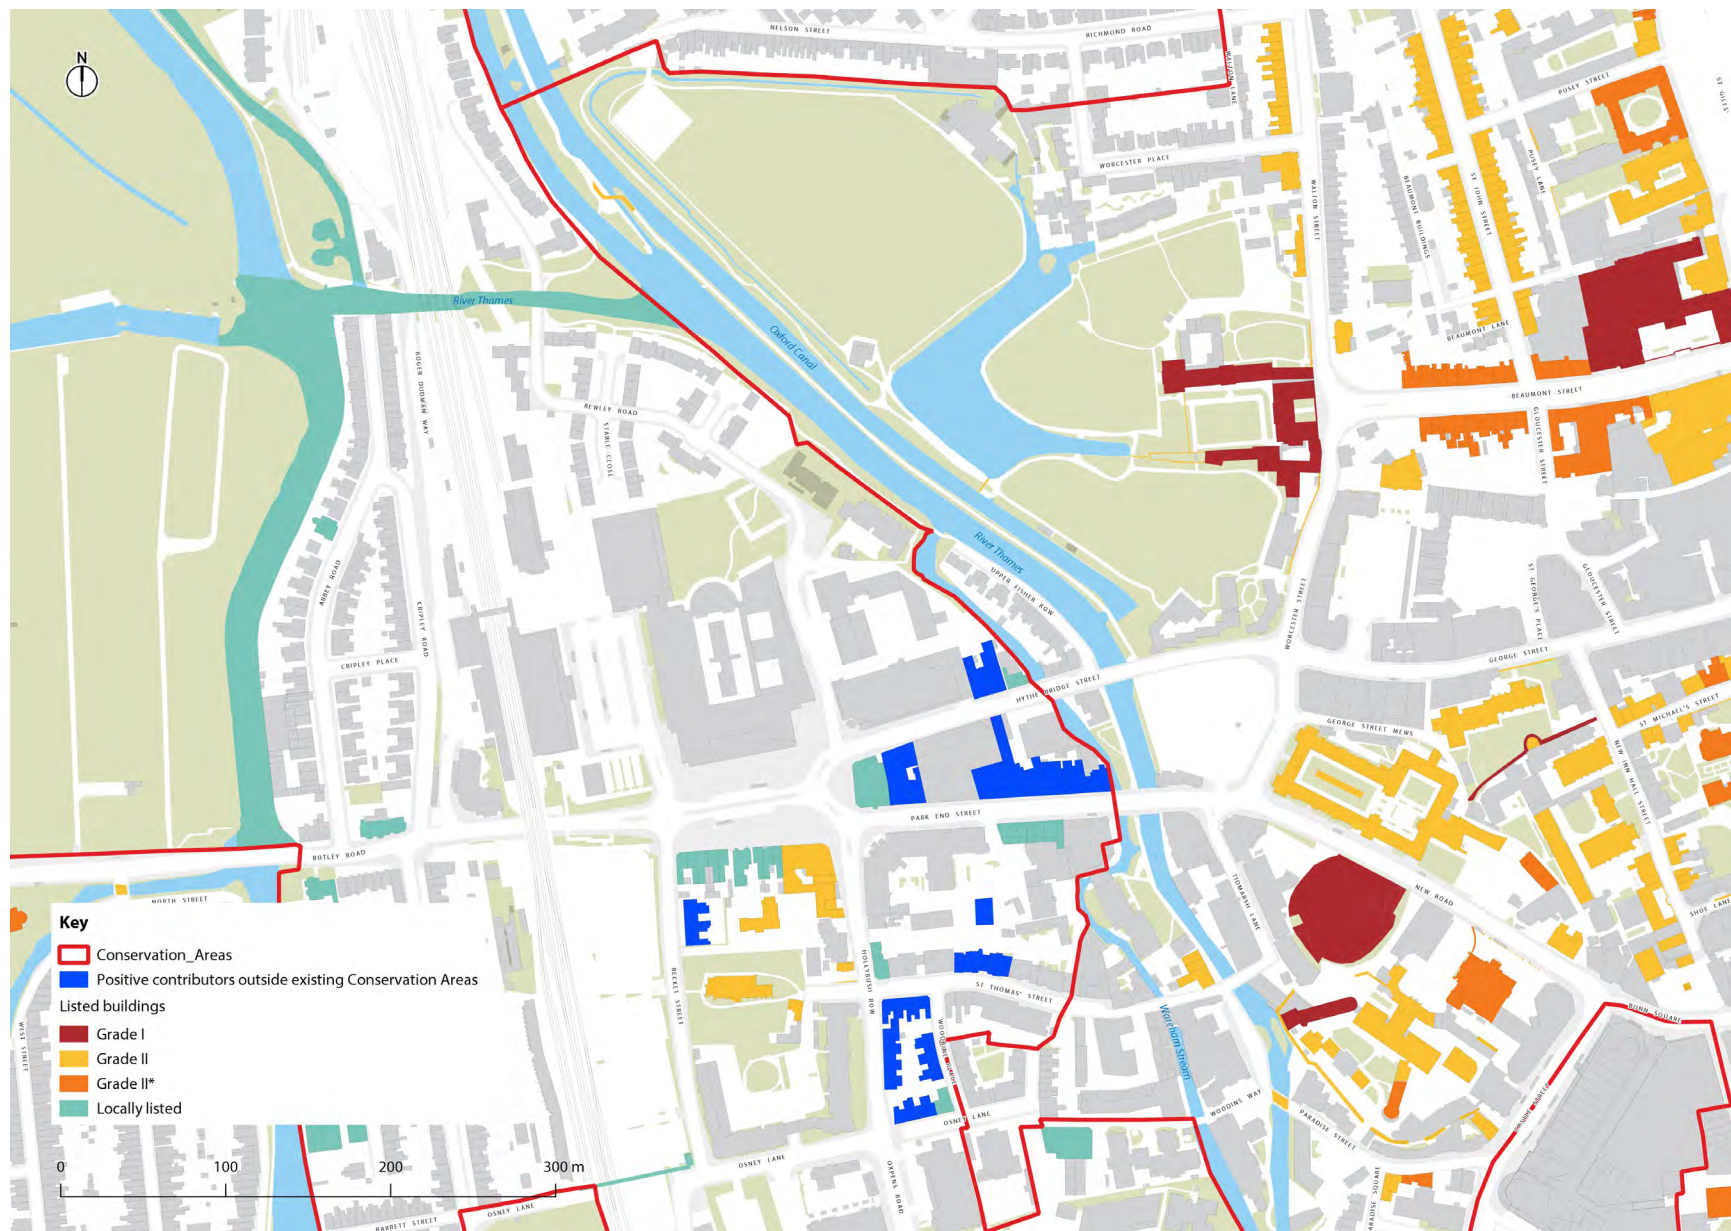 N
NELSON STREET
RICHMOND ROAD
WALTON LANE
PUSEY STREET
ST GILES'
WORCESTER PLACE
PUSEY LANE
WALTON STREET
BEAUMONT BUILDINGS
ST JOHN STREET
River Thames
Oxford Canal
BEAUMONT LANE
ROGER DUDMAN WAY
BEAUMONT STREET
REWLEY ROAD
STABLE CLOSE
GLOUCESTER STREET
River Thames
UPPER FISHER ROW
ABBEY ROAD
CRIPLEY ROAD
WORCESTER STREET
ST GEORGE'S PLACE
GLOUCESTER STREET
CRIPLEY PLACE
GEORGE STREET
HYTHE BRIDGE STREET
ST MICHAEL'S STREET
GEORGE STREET MEWS
NEW INN HALL STREET
PARK END STREET
BOTLEY ROAD
TIDMARSH LANE
NEW ROAD
SHOE LANE
NORTH STREET
Key
Conservation_Areas
Positive contributors outside existing Conservation Areas
Listed buildings
Grade I
Grade II
Grade II*
Locally listed
BECKET STREET
HOLLYBUSH ROW
ST THOMAS' STREET
WOODBINE PLACE
Wareham Stream
BONN SQUARE
WEST STREET
OSNEY LANE
WOODINS WAY
PARADISE STREET
OSNEY LANE
OXPENS ROAD
PARADISE SQUARE
0
100
200
300 m
BARRETT STREET
OSNEY LANE